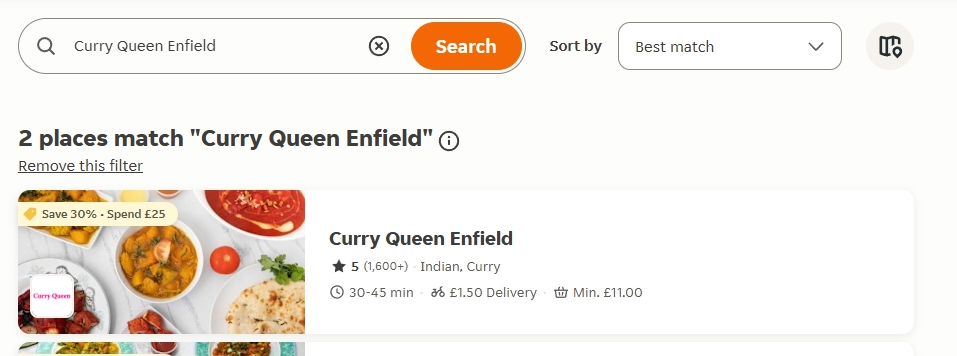 Curry Queen Enfield
Search
Sort by
Best match
2 places match "Curry Queen Enfield"
Remove this filter
Save 30% · Spend £25
Curry Queen
Curry Queen Enfield
5 (1,600+) · Indian, Curry
30-45 min · £1.50 Delivery · Min. £11.00